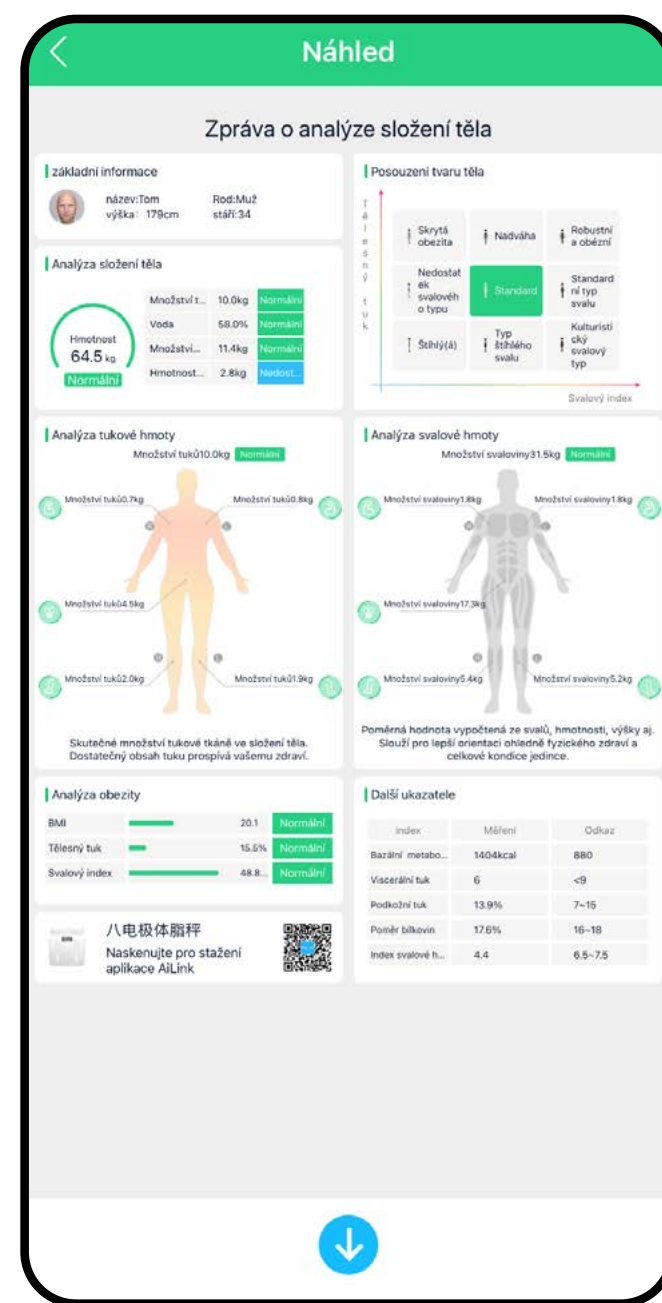 Náhled
Zpráva o analýze složení těla
základní informace
název:Tom
Rod:Muž
výška: 179cm
stáří:34
Analýza složení těla
Hmotnost
64.5 kg
Normální
Množství t... 10.0kg Normální
Voda 58.0% Normální
Množství... 11.4kg Normální
Hmotnost... 2.8kg Nedost...
Posouzení tvaru těla
Tělesný tuk
Skrytá
obezita
Nadváha
Robustní
a obézní
Nedostat
ek
svalovéh
o typu
Standard
Standard
ní typ
svalu
Štíhlý(á)
Typ
štíhlého
svalu
Kulturisti
cký
svalový
typ
Svalový index
Analýza tukové hmoty
Množství tuků10.0kg Normální
Množství tuků0.7kg
Množství tuků0.8kg
Množství tuků4.5kg
Množství tuků2.0kg
Množství tuků1.9kg
Skutečné množství tukové tkáně ve složení těla.
Dostatečný obsah tuku prospívá vašemu zdraví.
Analýza svalové hmoty
Množství svaloviny31.5kg Normální
Množství svaloviny1.8kg
Množství svaloviny1.8kg
Množství svaloviny17.3kg
Množství svaloviny5.4kg
Množství svaloviny5.2kg
Poměrná hodnota vypočtená ze svalů, hmotnosti, výšky aj.
Slouží pro lepší orientaci ohledně fyzického zdraví a
celkové kondice jedince.
Analýza obezity
BMI 20.1 Normální
Tělesný tuk 15.5% Normální
Svalový index 48.8... Normální
八电极体脂秤
Naskenujte pro stažení
aplikace AiLink
Další ukazatele
Index Měření Odkaz
Bazální metabo... 1404kcal 880
Viscerální tuk 6 <9
Podkožní tuk 13.9% 7~15
Poměr bílkovin 17.6% 16~18
Index svalové h... 4.4 6.5~7.5